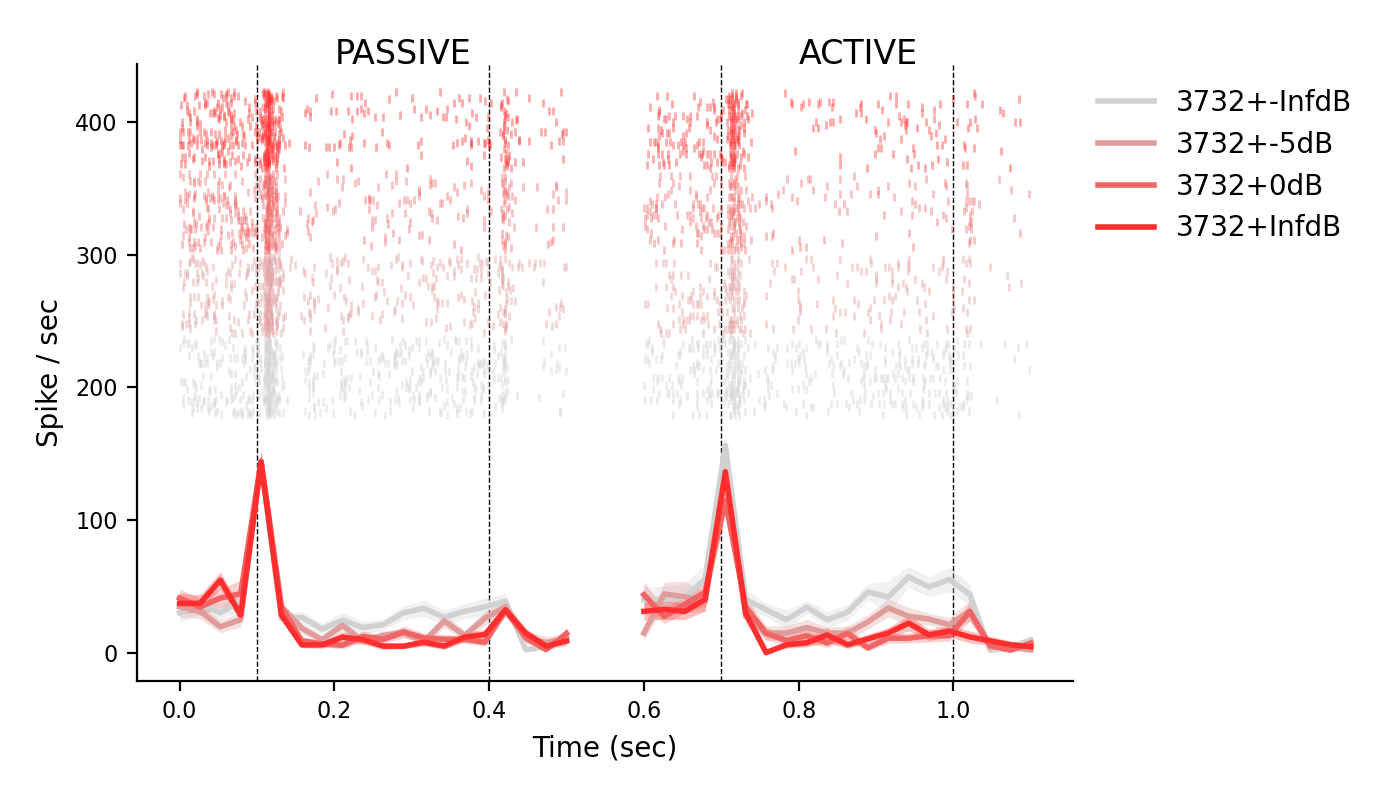 PASSIVE ACTIVE
3732+-InfdB
3732+-5dB
3732+0dB
3732+InfdB
Spike / sec
400
300
200
100
0
0.0 0.2 0.4 0.6 0.8 1.0
Time (sec)